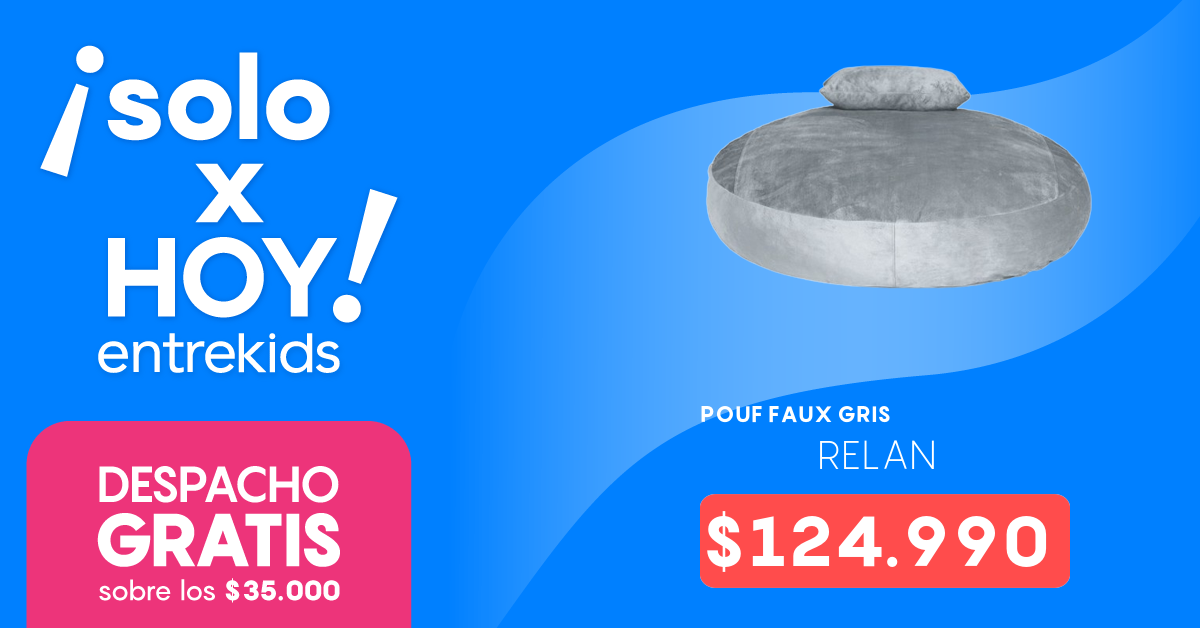 ¡solo
x
HOY!
entrekids
DESPACHO
GRATIS
sobre los $35.000
POUF FAUX GRIS
RELAN
$124.990